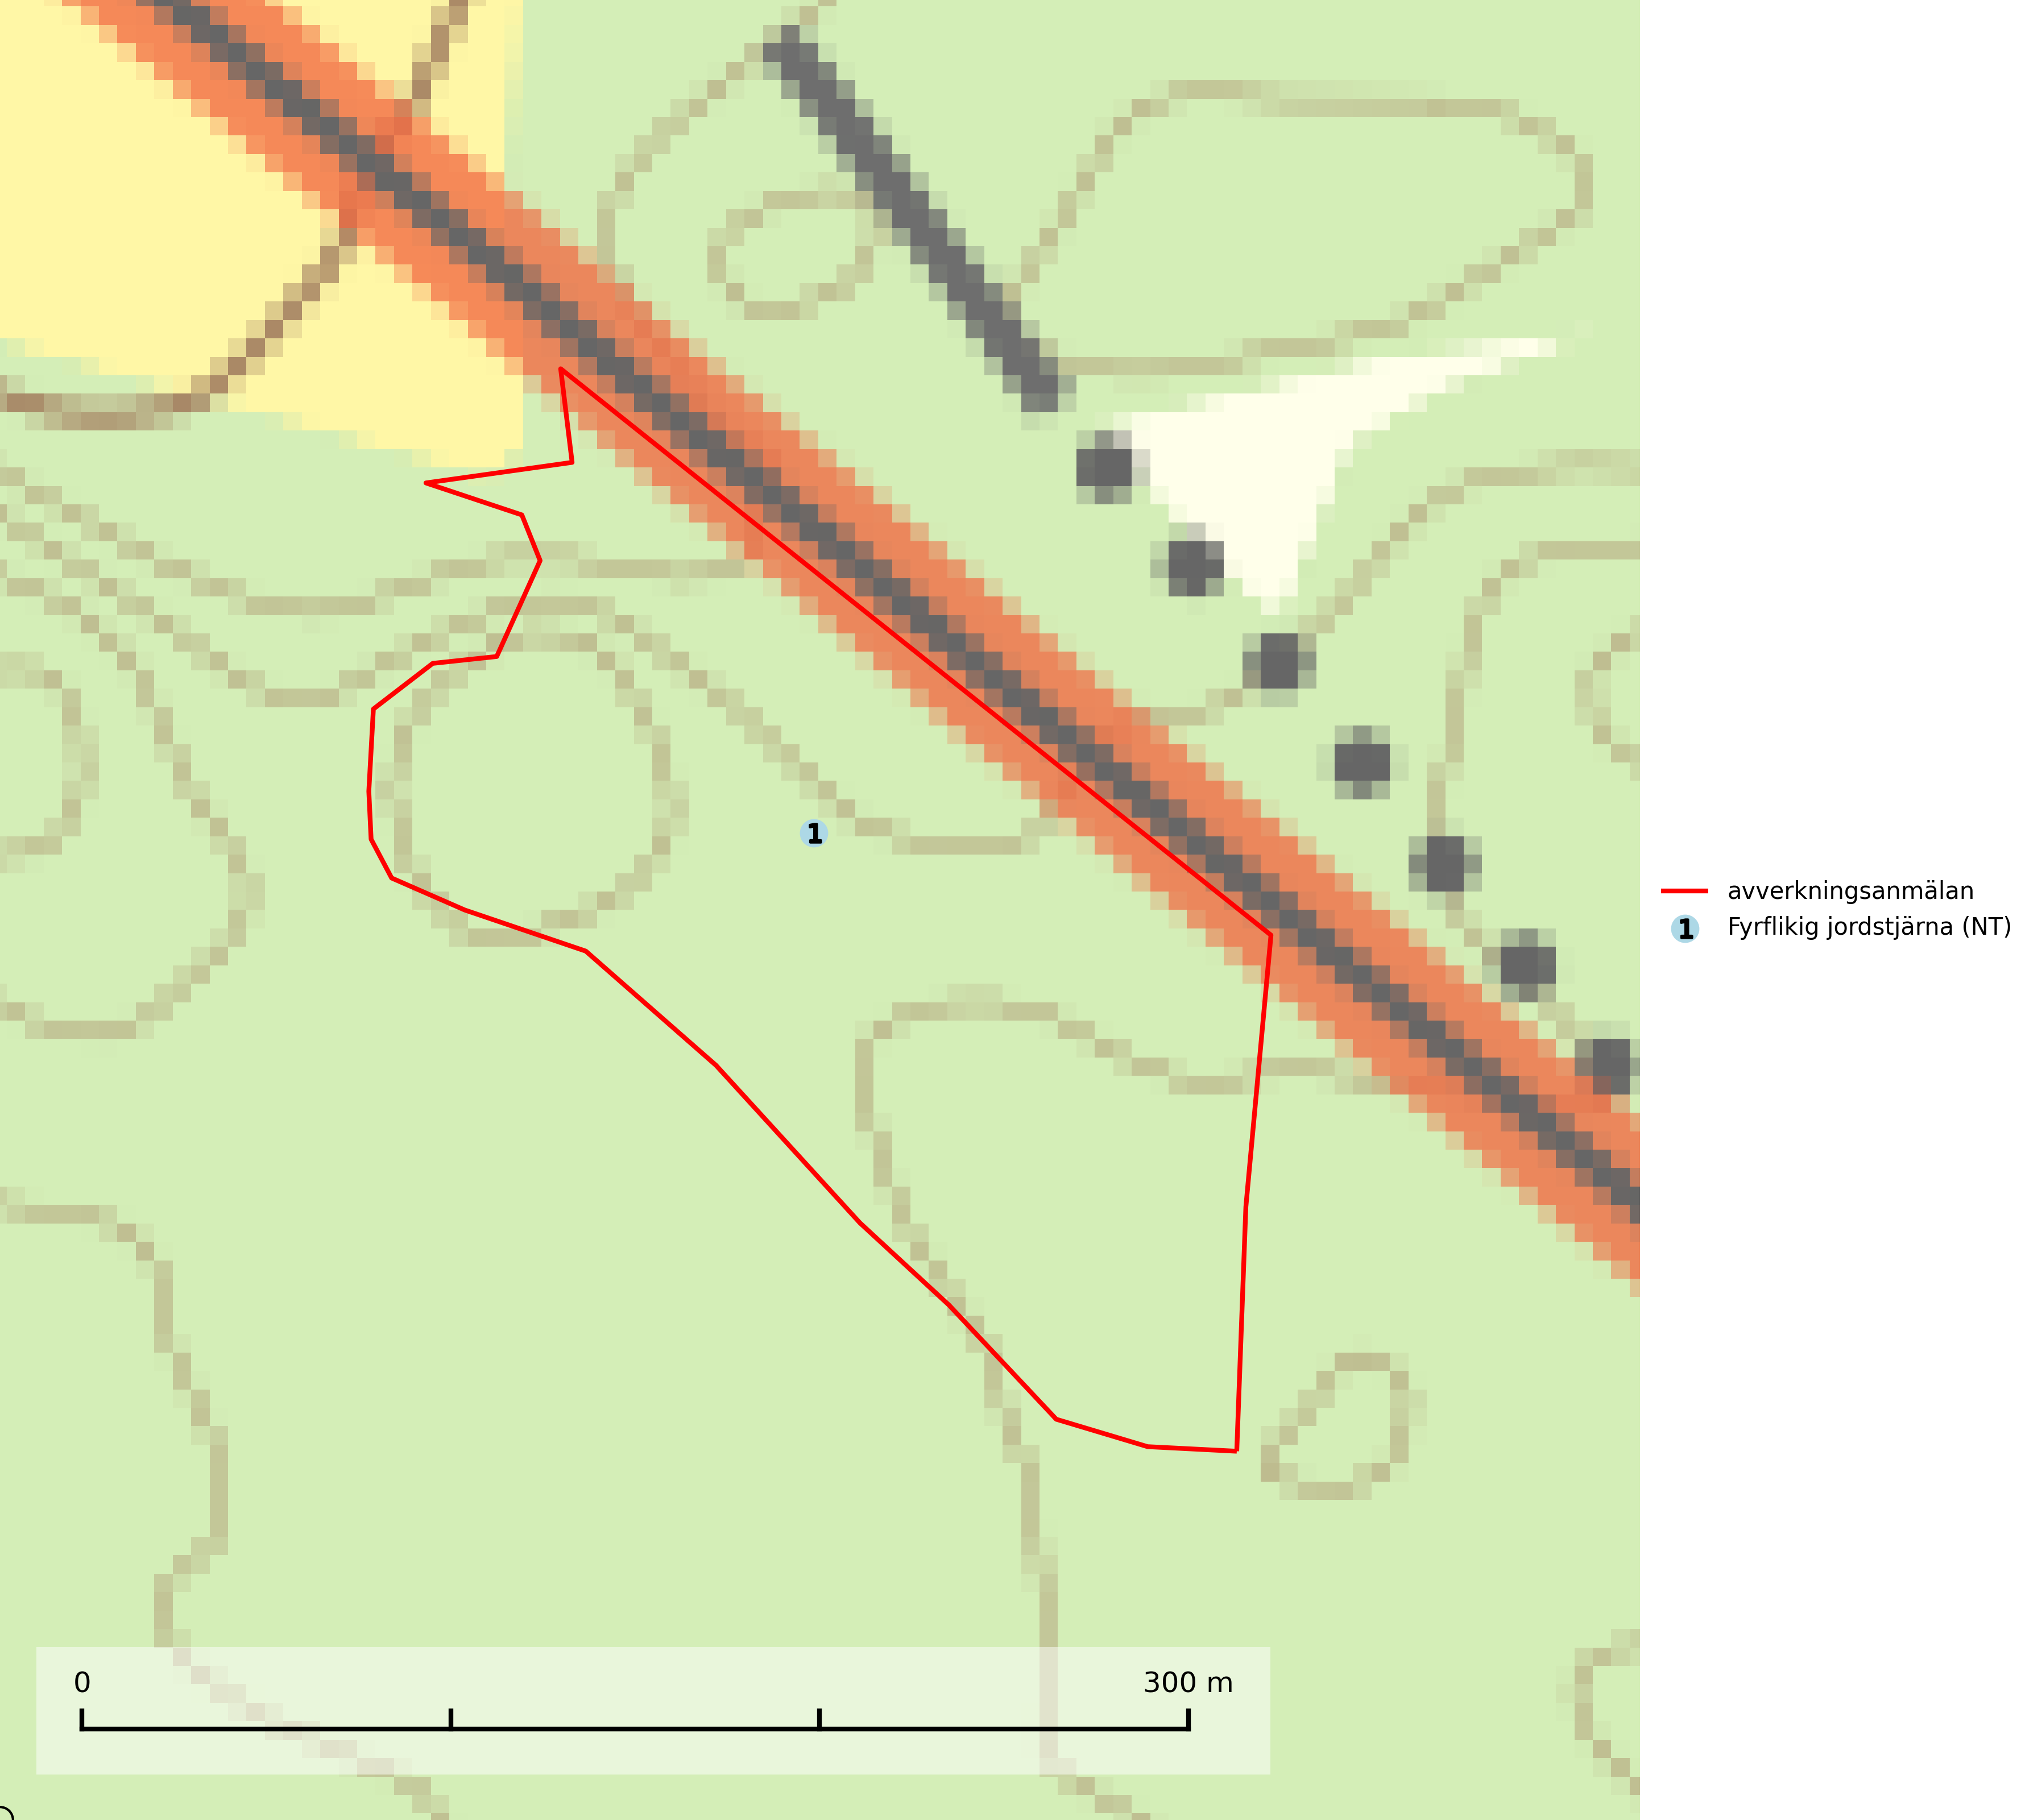 1
avverkningsanmälan
1 Fyrflikig jordstjärna (NT)
0 300 m